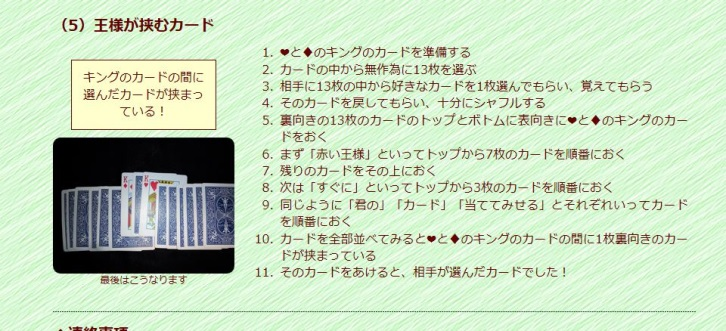 （5）王様が挟むカード
キングのカードの間に
選んだカードが挟まっ
ている！
最後はこうなります
1. ❤と♦のキングのカードを準備する
2. カードの中から無作為に13枚を選ぶ
3. 相手に13枚の中から好きなカードを1枚選んでもらい、覚えてもらう
4. そのカードを戻してもらい、十分にシャフルする
5. 裏向きの13枚のカードのトップとボトムに表向きに❤と♦のキングのカー
ドをおく
6. まず「赤い王様」といってトップから7枚のカードを順番におく
7. 残りのカードをその上におく
8. 次は「すぐに」といってトップから3枚のカードを順番におく
9. 同じように「君の」「カード」「当ててみせる」とそれぞれいってカード
を順番におく
10. カードを全部並べてみると❤と♦のキングのカードの間に1枚裏向きのカー
ドが挟まっている
11. そのカードをあけると、相手が選んだカードでした！